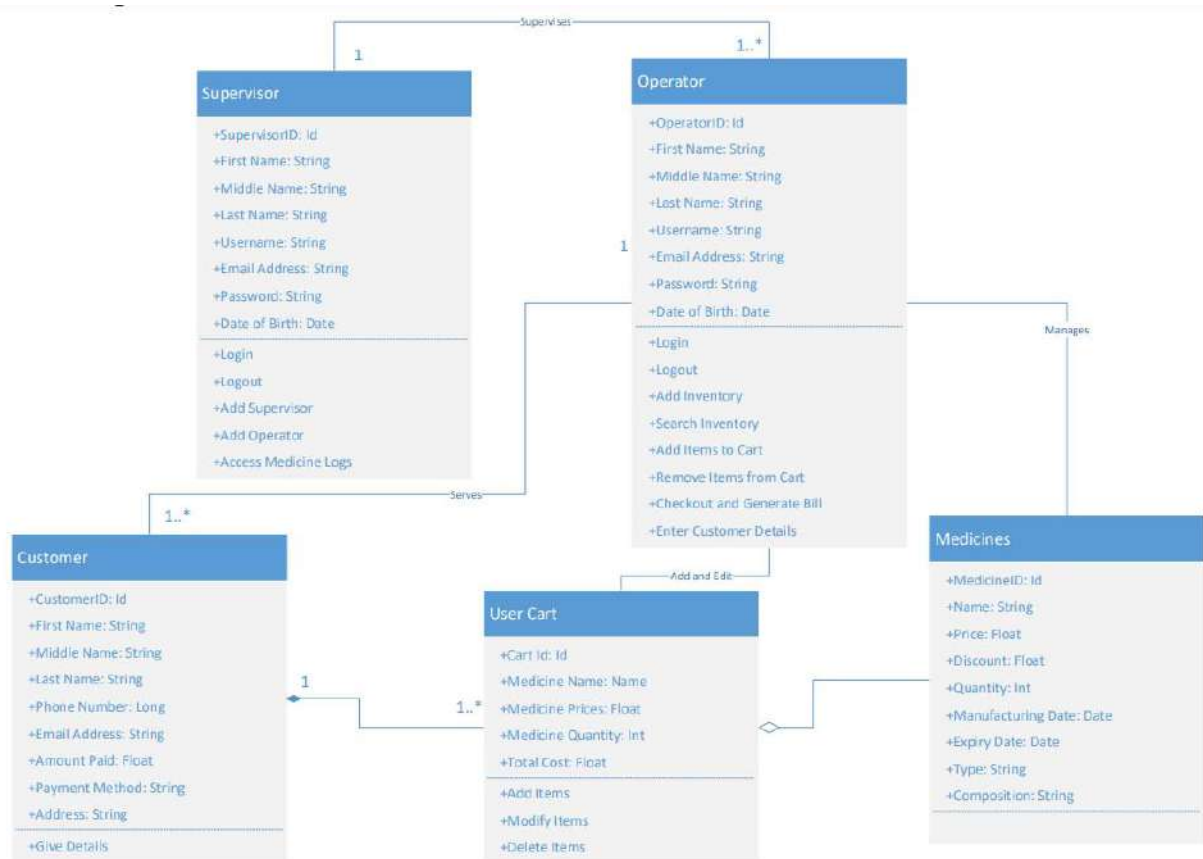 Supervises
1
1..*
Supervisor
+SupervisorID: Id
+First Name: String
+Middle Name: String
+Last Name: String
+Username: String
+Email Address: String
+Password: String
+Date of Birth: Date
+Login
+Logout
+Add Supervisor
+Add Operator
+Access Medicine Logs
Operator
+OperatorID: Id
+First Name: String
+Middle Name: String
+Last Name: String
+Username: String
+Email Address: String
+Password: String
+Date of Birth: Date
+Login
+Logout
+Add Inventory
+Search Inventory
+Add Items to Cart
+Remove Items from Cart
+Checkout and Generate Bill
+Enter Customer Details
1
Manages
Serves
1..*
Add and Edit
Customer
+CustomerID: Id
+First Name: String
+Middle Name: String
+Last Name: String
+Phone Number: Long
+Email Address: String
+Amount Paid: Float
+Payment Method: String
+Address: String
+Give Details
1
1..*
User Cart
+Cart Id: Id
+Medicine Name: Name
+Medicine Prices: Float
+Medicine Quantity: Int
+Total Cost: Float
+Add Items
+Modify Items
+Delete Items
Medicines
+MedicineID: Id
+Name: String
+Price: Float
+Discount: Float
+Quantity: Int
+Manufacturing Date: Date
+Expiry Date: Date
+Type: String
+Composition: String